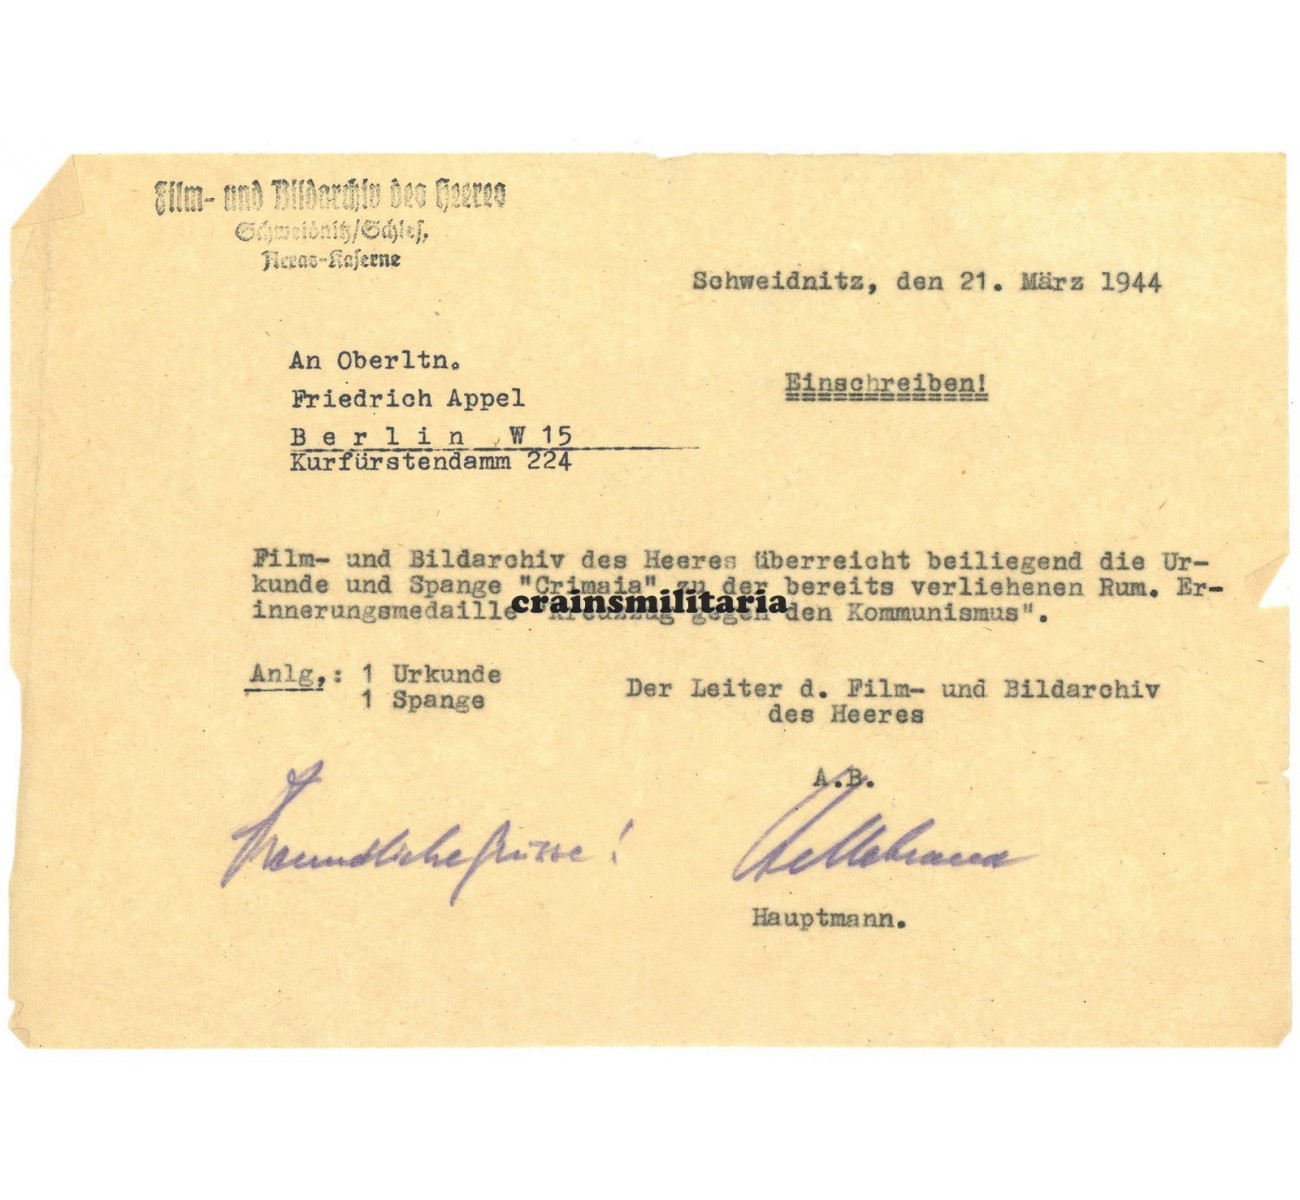 Film- und Bildarchiv des Heeres
Schweidnitz/Schles.
-Kaserne
Schweidnitz, den 21. März 1944
An Oberltn.
Friedrich Appel
Einschreiben!
Berlin W 15
Kurfürstendamm 224
Film- und Bildarchiv des Heeres überreicht beiliegend die Ur-
kunde und Spange "Crimaia" zu der bereits verliehenen Rum. Er-
innerungsmedaille "Kreuzzug gegen den Kommunismus".
crainsmilitaria
Anlg,: 1 Urkunde
1 Spange
Der Leiter d. Film- und Bildarchiv
des Heeres
A.B.
Freundliche Grüsse!
Hauptmann.